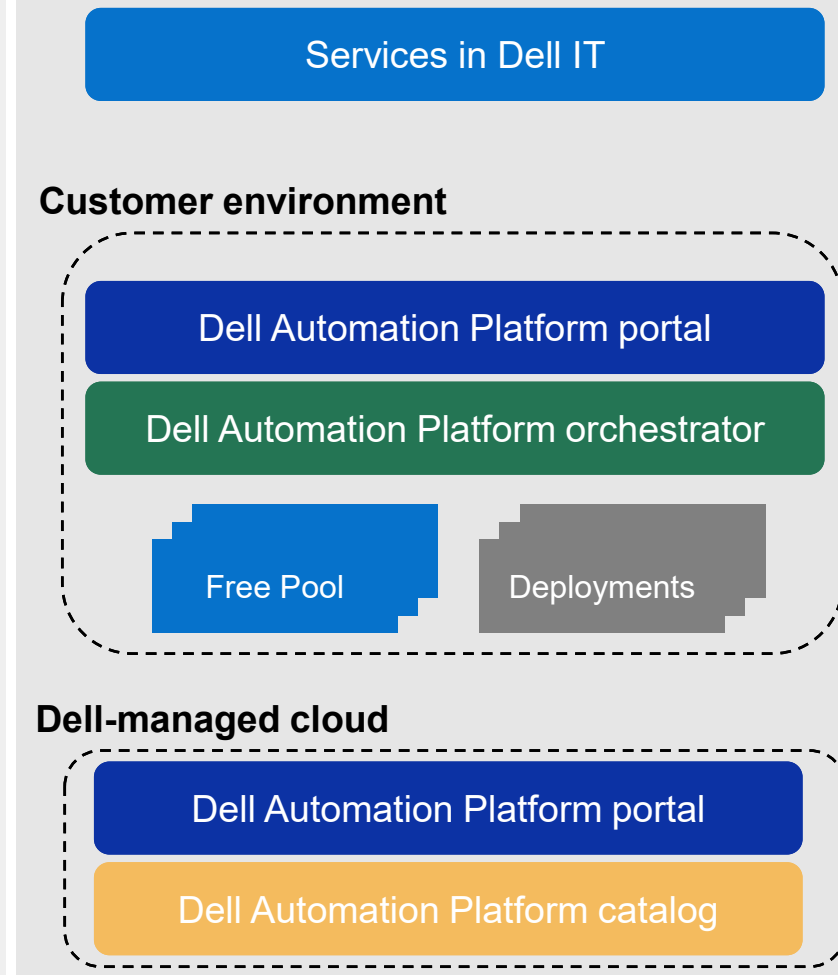 Services in Dell IT
Customer environment
Dell Automation Platform portal
Dell Automation Platform orchestrator
Free Pool
Deployments
Dell-managed cloud
Dell Automation Platform portal
Dell Automation Platform catalog